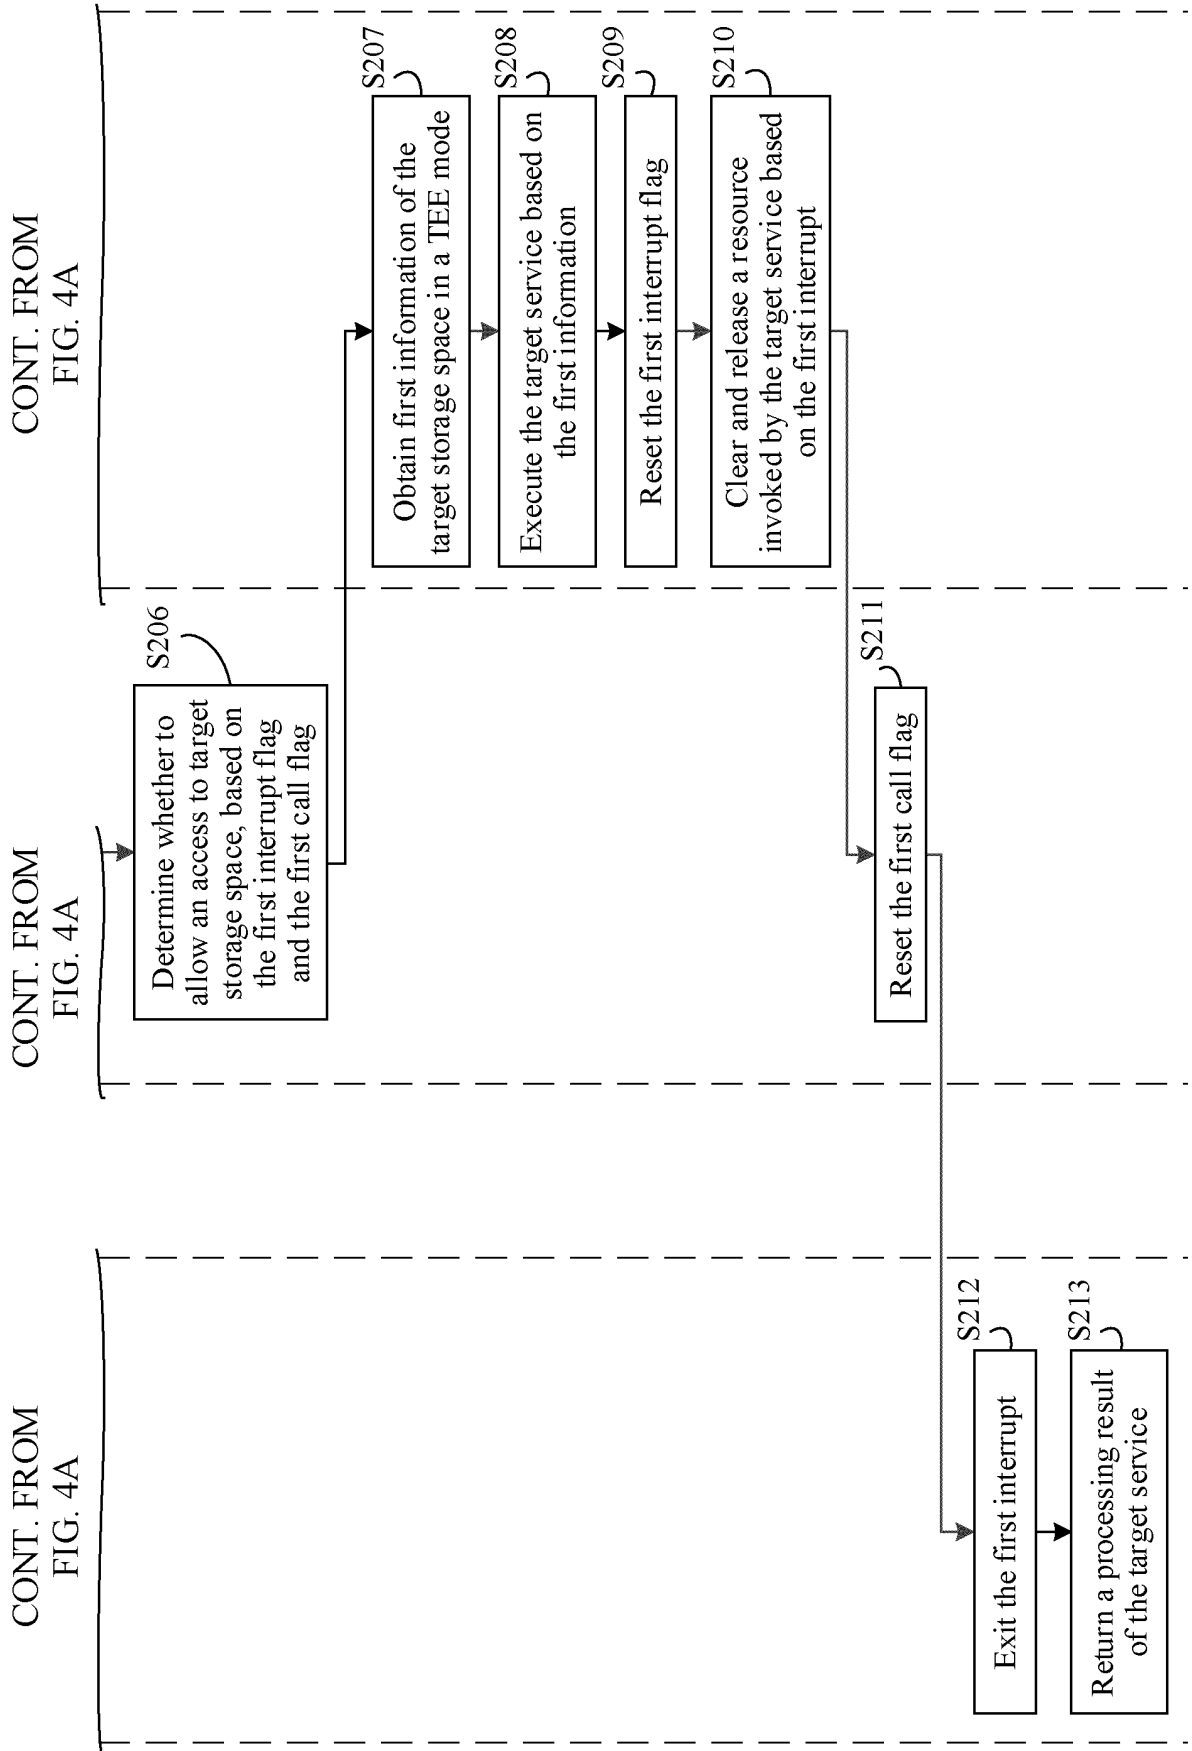 CONT. FROM
FIG. 4A
CONT. FROM
FIG. 4A
CONT. FROM
FIG. 4A
S206
Determine whether to
allow an access to target
storage space, based on
the first interrupt flag
and the first call flag
S207
Obtain first information of the
target storage space in a TEE mode
S208
Execute the target service based on
the first information
S209
Reset the first interrupt flag
S210
Clear and release a resource
invoked by the target service based
on the first interrupt
S211
Reset the first call flag
S212
Exit the first interrupt
S213
Return a processing result
of the target service